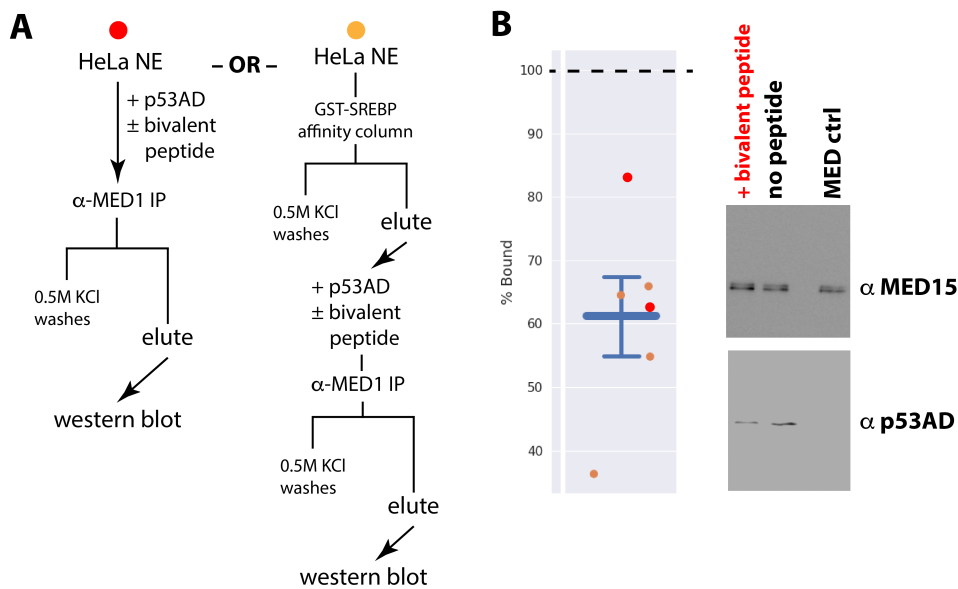 A
HeLa NE
+ p53AD
± bivalent
peptide
α-MED1 IP
0.5M KCl
washes
elute
western blot
– OR –
HeLa NE
GST-SREBP
affinity column
0.5M KCl
washes
elute
+ p53AD
± bivalent
peptide
α-MED1 IP
0.5M KCl
washes
elute
western blot
B
% Bound
100
90
80
70
60
50
40
+ bivalent peptide
no peptide
MED ctrl
α MED15
α p53AD